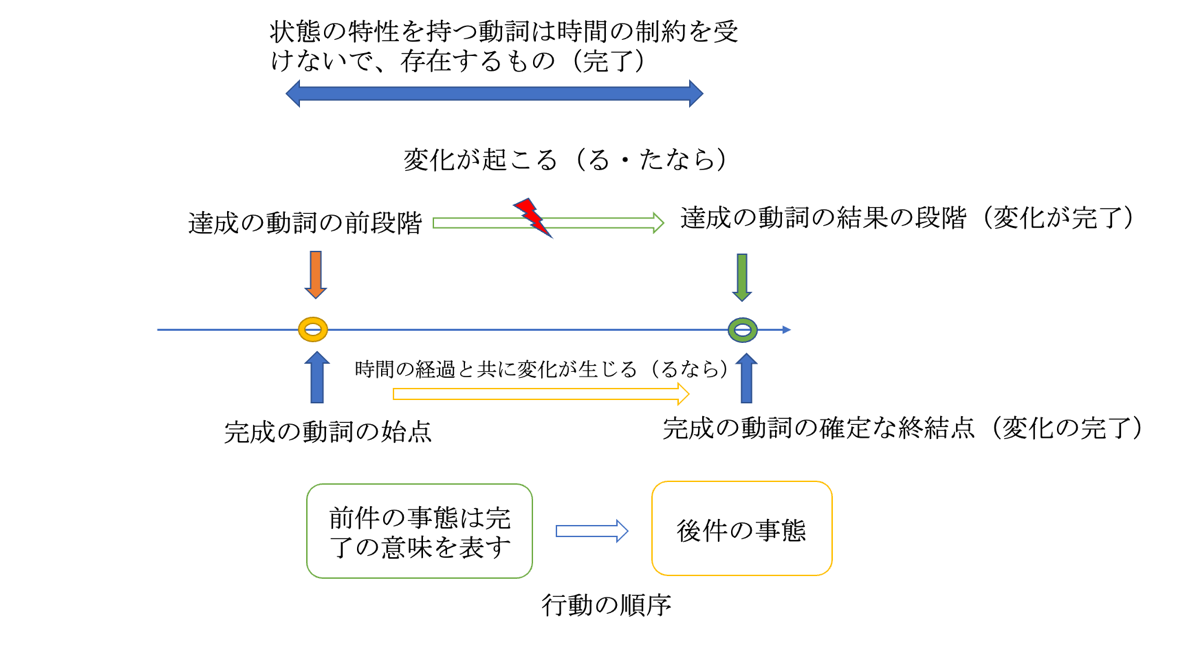 状態の特性を持つ動詞は時間の制約を受
けないで、存在するもの（完了）
変化が起こる（る・たなら）
達成の動詞の前段階
達成の動詞の結果の段階（変化が完了）
時間の経過と共に変化が生じる（るなら）
完成の動詞の始点
完成の動詞の確定な終結点（変化の完了）
前件の事態は完
了の意味を表す
後件の事態
行動の順序